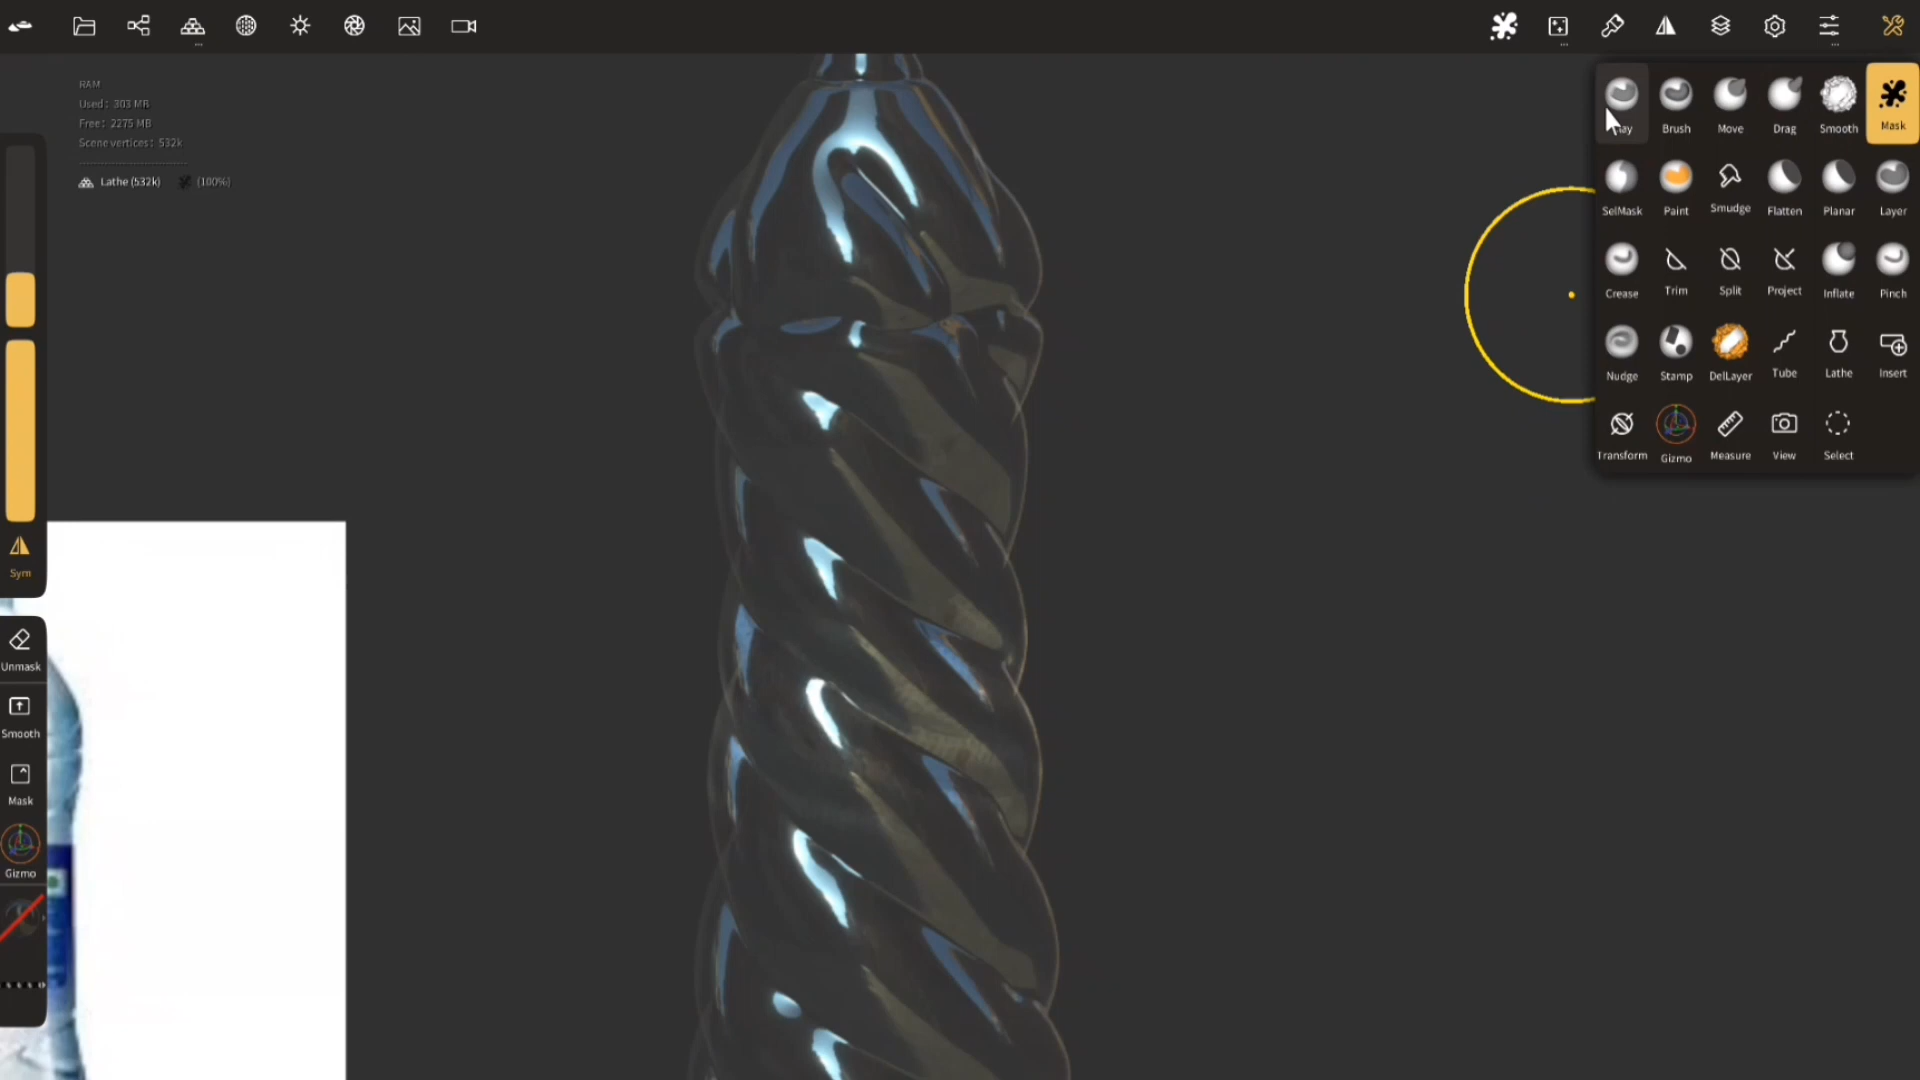 RAM
Used: 303 MB
Free: 2275 MB
Scene vertices: 532k
Lathe (532k) (100%)
Brush Move Drag Smooth Mask
SelMask Paint Smudge Flatten Planar Layer
Crease Trim Split Project Inflate Pinch
Nudge Stamp DelLayer Tube Lathe Insert
Transform Gizmo Measure View Select
Sym
Unmask
Smooth
Mask
Gizmo